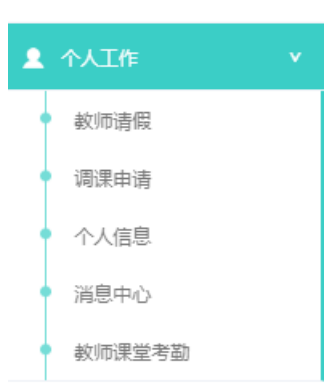 个人工作
教师请假
调课申请
个人信息
消息中心
教师课堂考勤